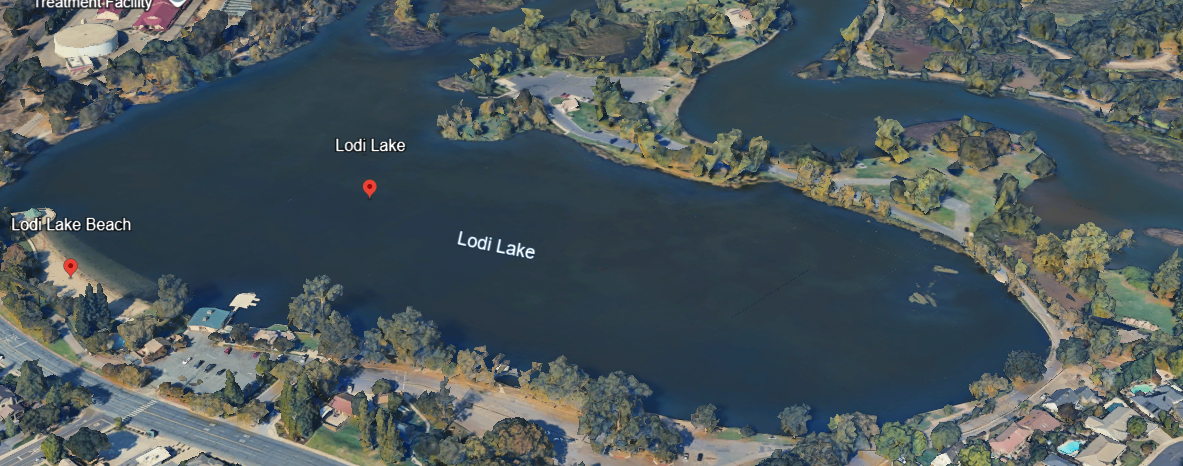 Treatment Facility
Lodi Lake
Lodi Lake Beach
Lodi Lake